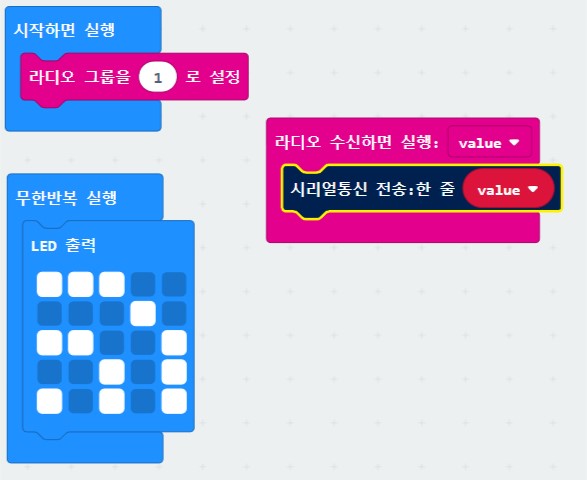 시작하면 실행
라디오 그룹을 1 로 설정
라디오 수신하면 실행: value
시리얼통신 전송:한 줄 value
무한반복 실행
LED 출력